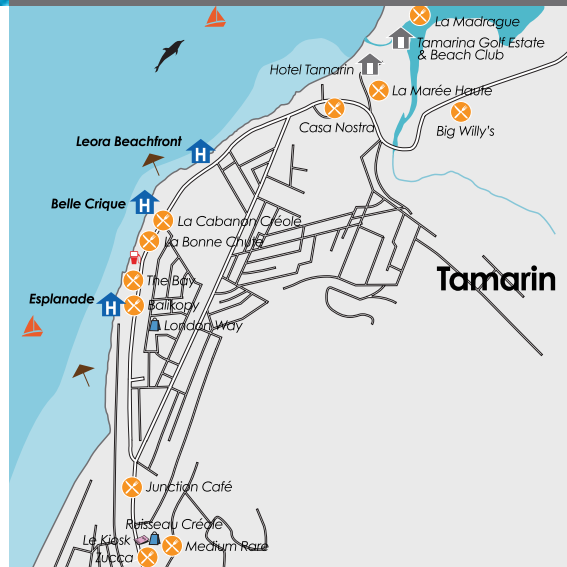 La Madrague
Tamarina Golf Estate
& Beach Club
Hotel Tamarin
La Marée Haute
Casa Nostra
Big Willy's
Leora Beachfront
Belle Crique
La Cabanon Créole
La Bonne Chute
Tamarin
The Bay
Esplanade
Balikopy
London Way
Junction Café
Ruisseau Créole
Le Kiosk
Medium Rare
Zucca